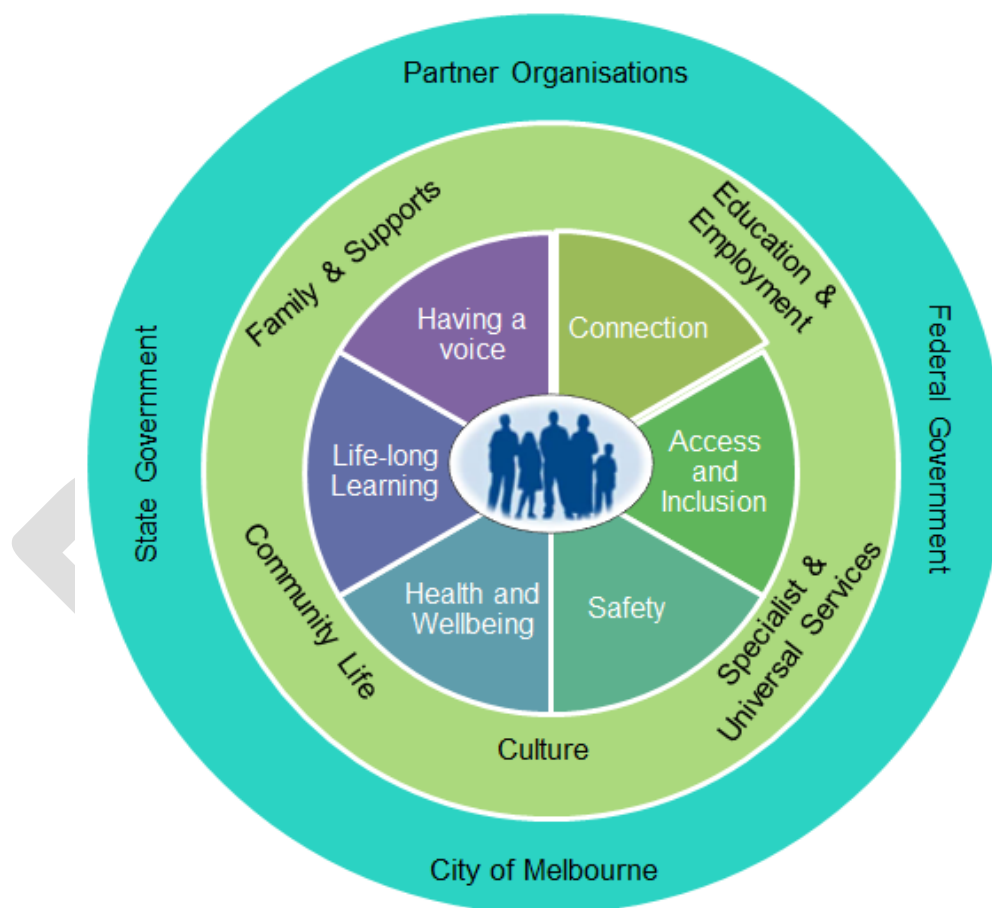 Partner Organisations
Family & Supports
Education &
Employment
Having a
voice
Connection
State Government
Federal Government
Life-long
Learning
Access
and
Inclusion
Health and
Wellbeing
Safety
Community Life
Specialist &
Universal Services
Culture
City of Melbourne